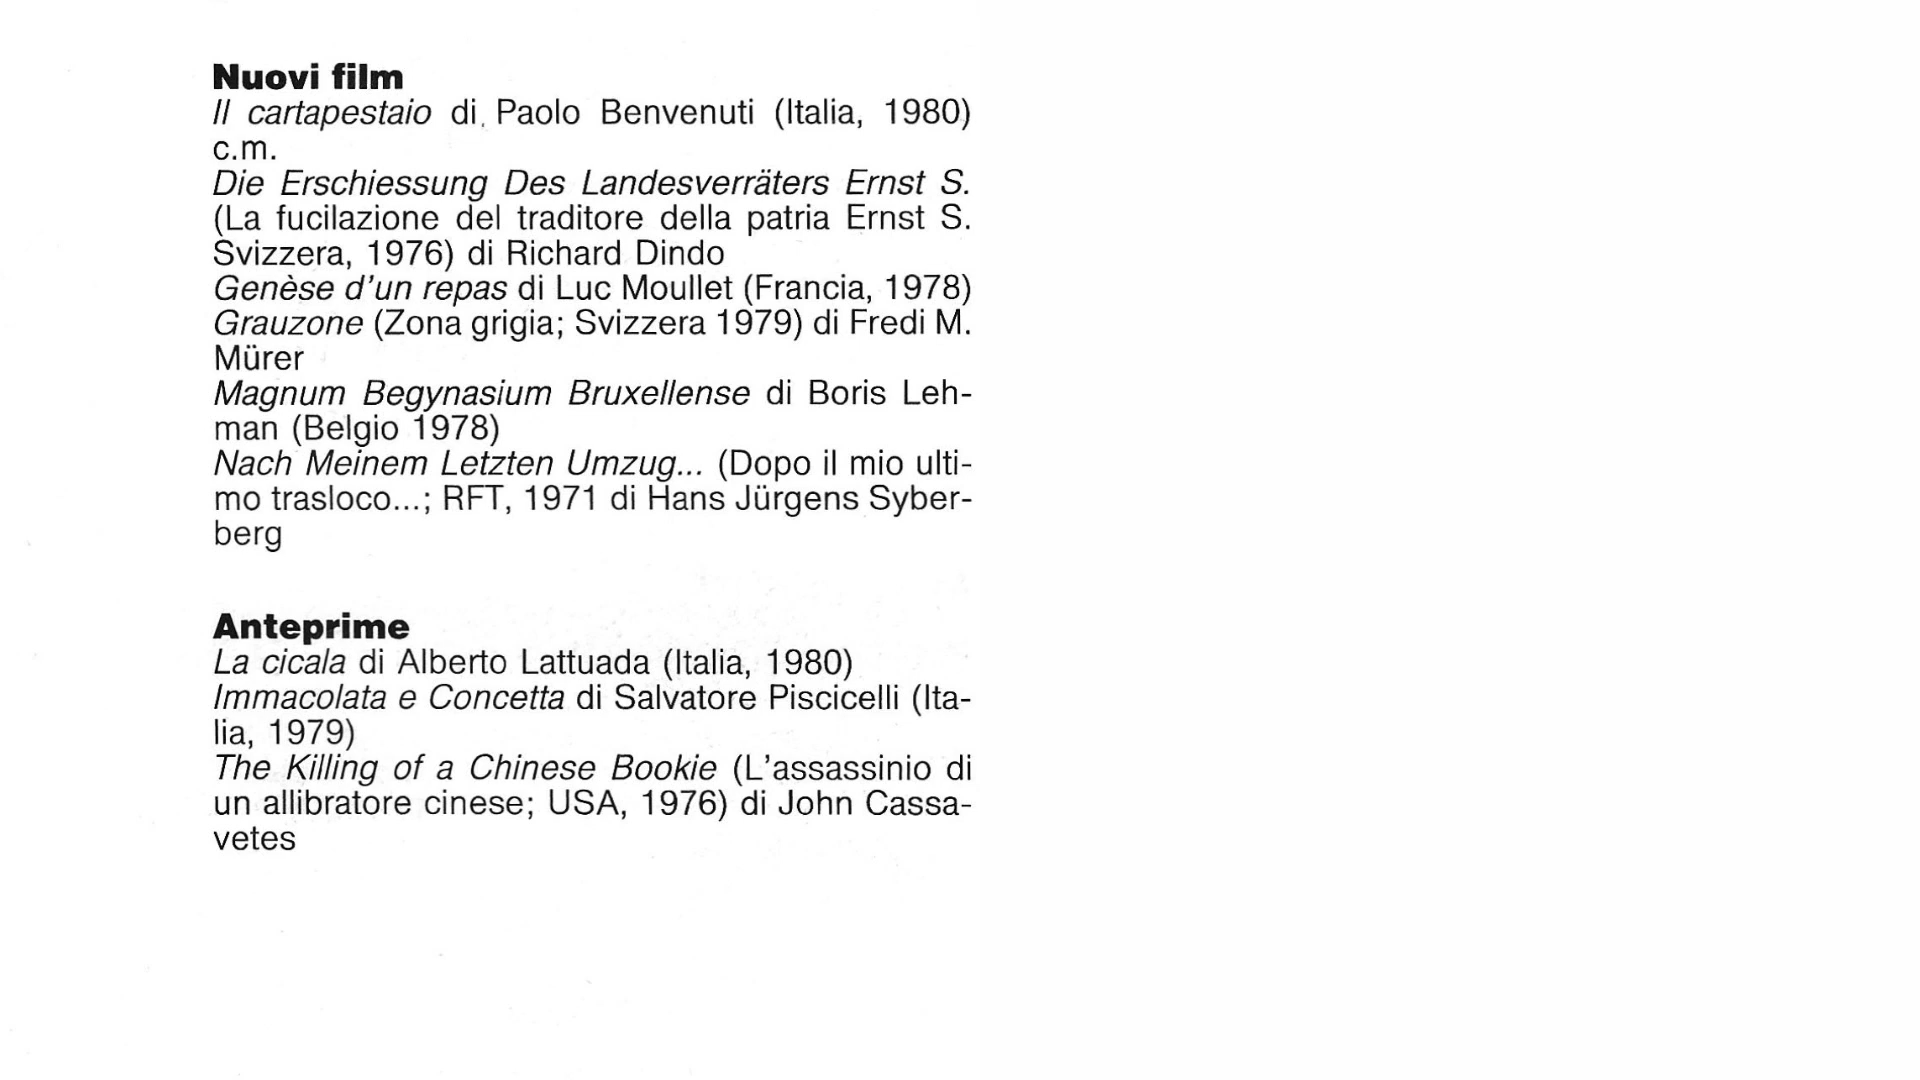 Nuovi film
Il cartapestaio di Paolo Benvenuti (Italia, 1980)
c.m.
Die Erschiessung Des Landesverräters Ernst S.
(La fucilazione del traditore della patria Ernst S.
Svizzera, 1976) di Richard Dindo
Genèse d'un repas di Luc Moullet (Francia, 1978)
Grauzone (Zona grigia; Svizzera 1979) di Fredi M.
Mürer
Magnum Begynasium Bruxellense di Boris Leh-
man (Belgio 1978)
Nach Meinem Letzten Umzug... (Dopo il mio ulti-
mo trasloco...; RFT, 1971 di Hans Jürgens Syber-
berg
Anteprime
La cicala di Alberto Lattuada (Italia, 1980)
Immacolata e Concetta di Salvatore Piscicelli (Ita-
lia, 1979)
The Killing of a Chinese Bookie (L'assassinio di
un allibratore cinese; USA, 1976) di John Cassa-
vetes